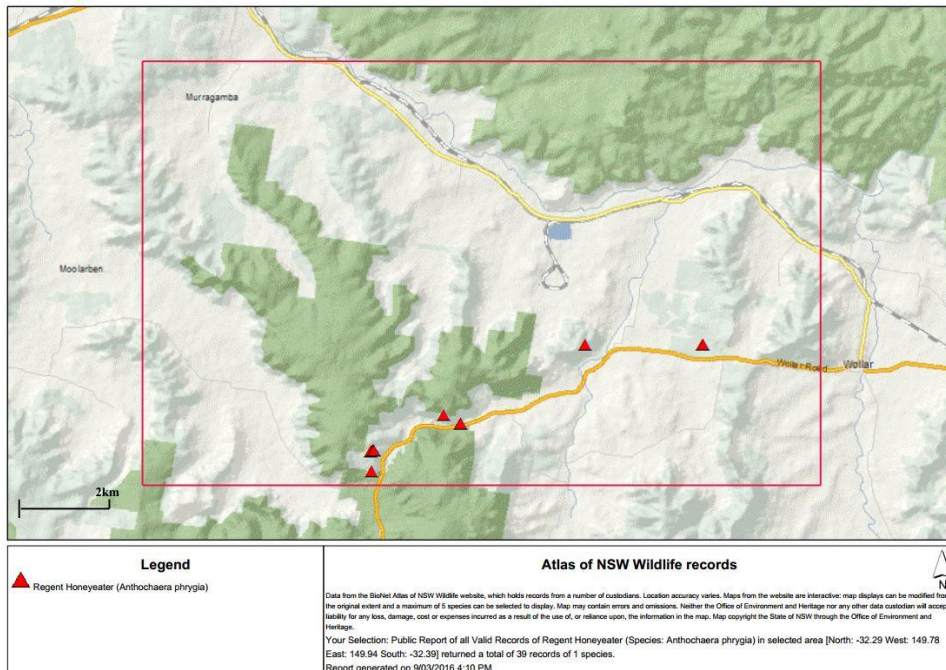 Murragamba
Moolarben
Wollar Road
Wollar
2km
Legend
Regent Honeyeater (Anthochaera phrygia)
Atlas of NSW Wildlife records
N
Data from the BioNet Atlas of NSW Wildlife website, which holds records from a number of custodians. Location accuracy varies. Maps from the website are interactive: map displays can be modified from
the original extent and a maximum of 5 species can be selected to display. Map may contain errors and omissions. Neither the Office of Environment and Heritage nor any other data custodian will accept
liability for any loss, damage, cost or expenses incurred as a result of the use of, or reliance upon, the information in the map. Map copyright the State of NSW through the Office of Environment and
Heritage.
Your Selection: Public Report of all Valid Records of Regent Honeyeater (Species: Anthochaera phrygia) in selected area [North: -32.29 West: 149.78
East: 149.94 South: -32.39] returned a total of 39 records of 1 species.
Report generated on 9/03/2016 4:10 PM